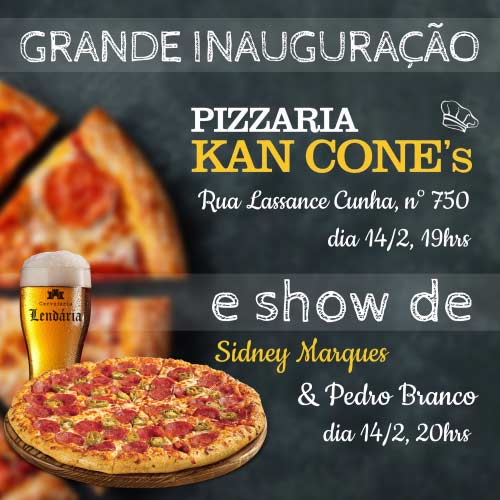 GRANDE INAUGURAÇÃO
PIZZARIA
KAN CONE's
Rua Lassance Cunha, n° 750
dia 14/2, 19hrs
Cervejaria
Lendária
e show de
Sidney Marques
& Pedro Branco
dia 14/2, 20hrs